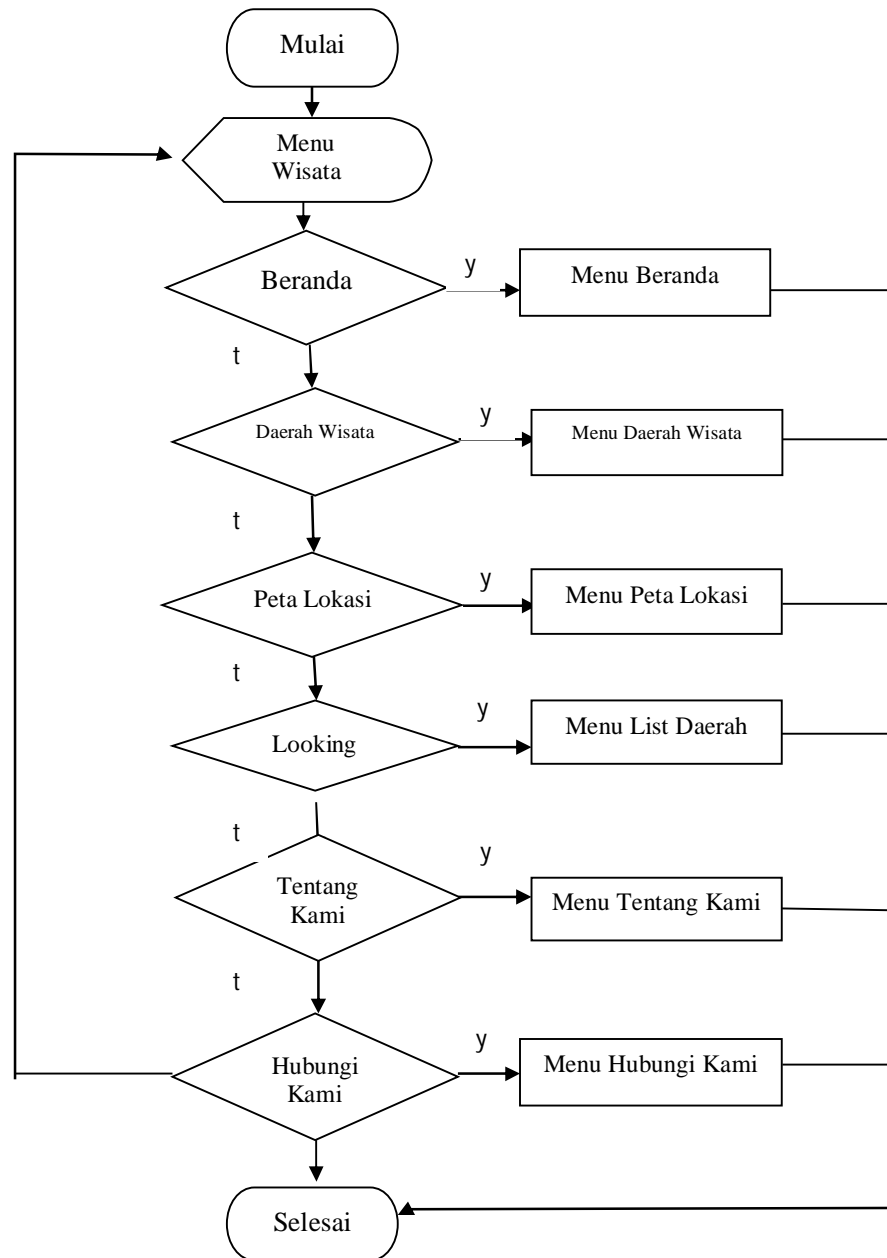 Mulai
Menu
Wisata
Beranda
y
Menu Beranda
t
Daerah Wisata
y
Menu Daerah Wisata
t
Peta Lokasi
y
Menu Peta Lokasi
t
Looking
y
Menu List Daerah
t
Tentang
Kami
y
Menu Tentang Kami
t
Hubungi
Kami
y
Menu Hubungi Kami
Selesai